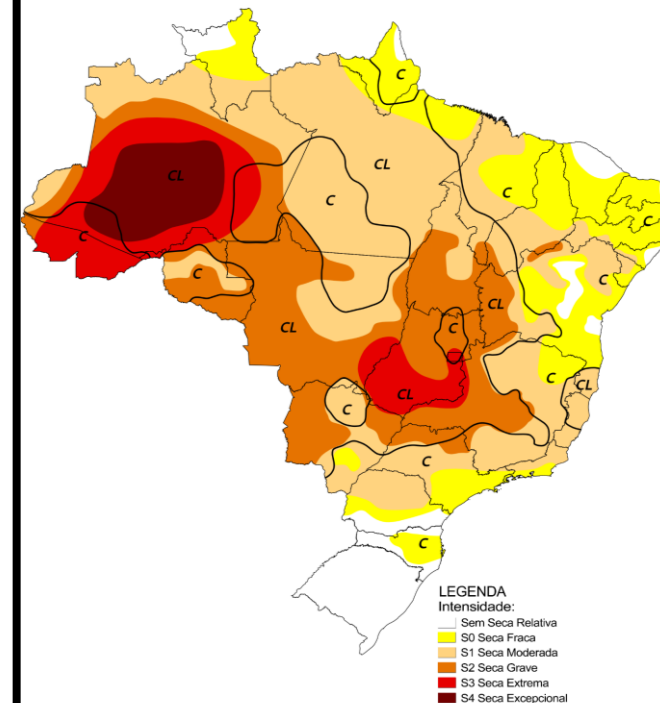 C
CL
C
C
CL
C
C
C
CL
C
CL
C
CL
C
CL
C
C
C
LEGENDA
Intensidade:
Sem Seca Relativa
S0 Seca Fraca
S1 Seca Moderada
S2 Seca Grave
S3 Seca Extrema
S4 Seca Excepcional